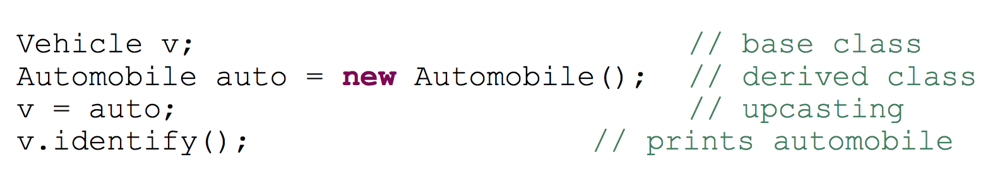 Vehicle v; // base class
Automobile auto = new Automobile(); // derived class
v = auto; // upcasting
v.identify(); // prints automobile